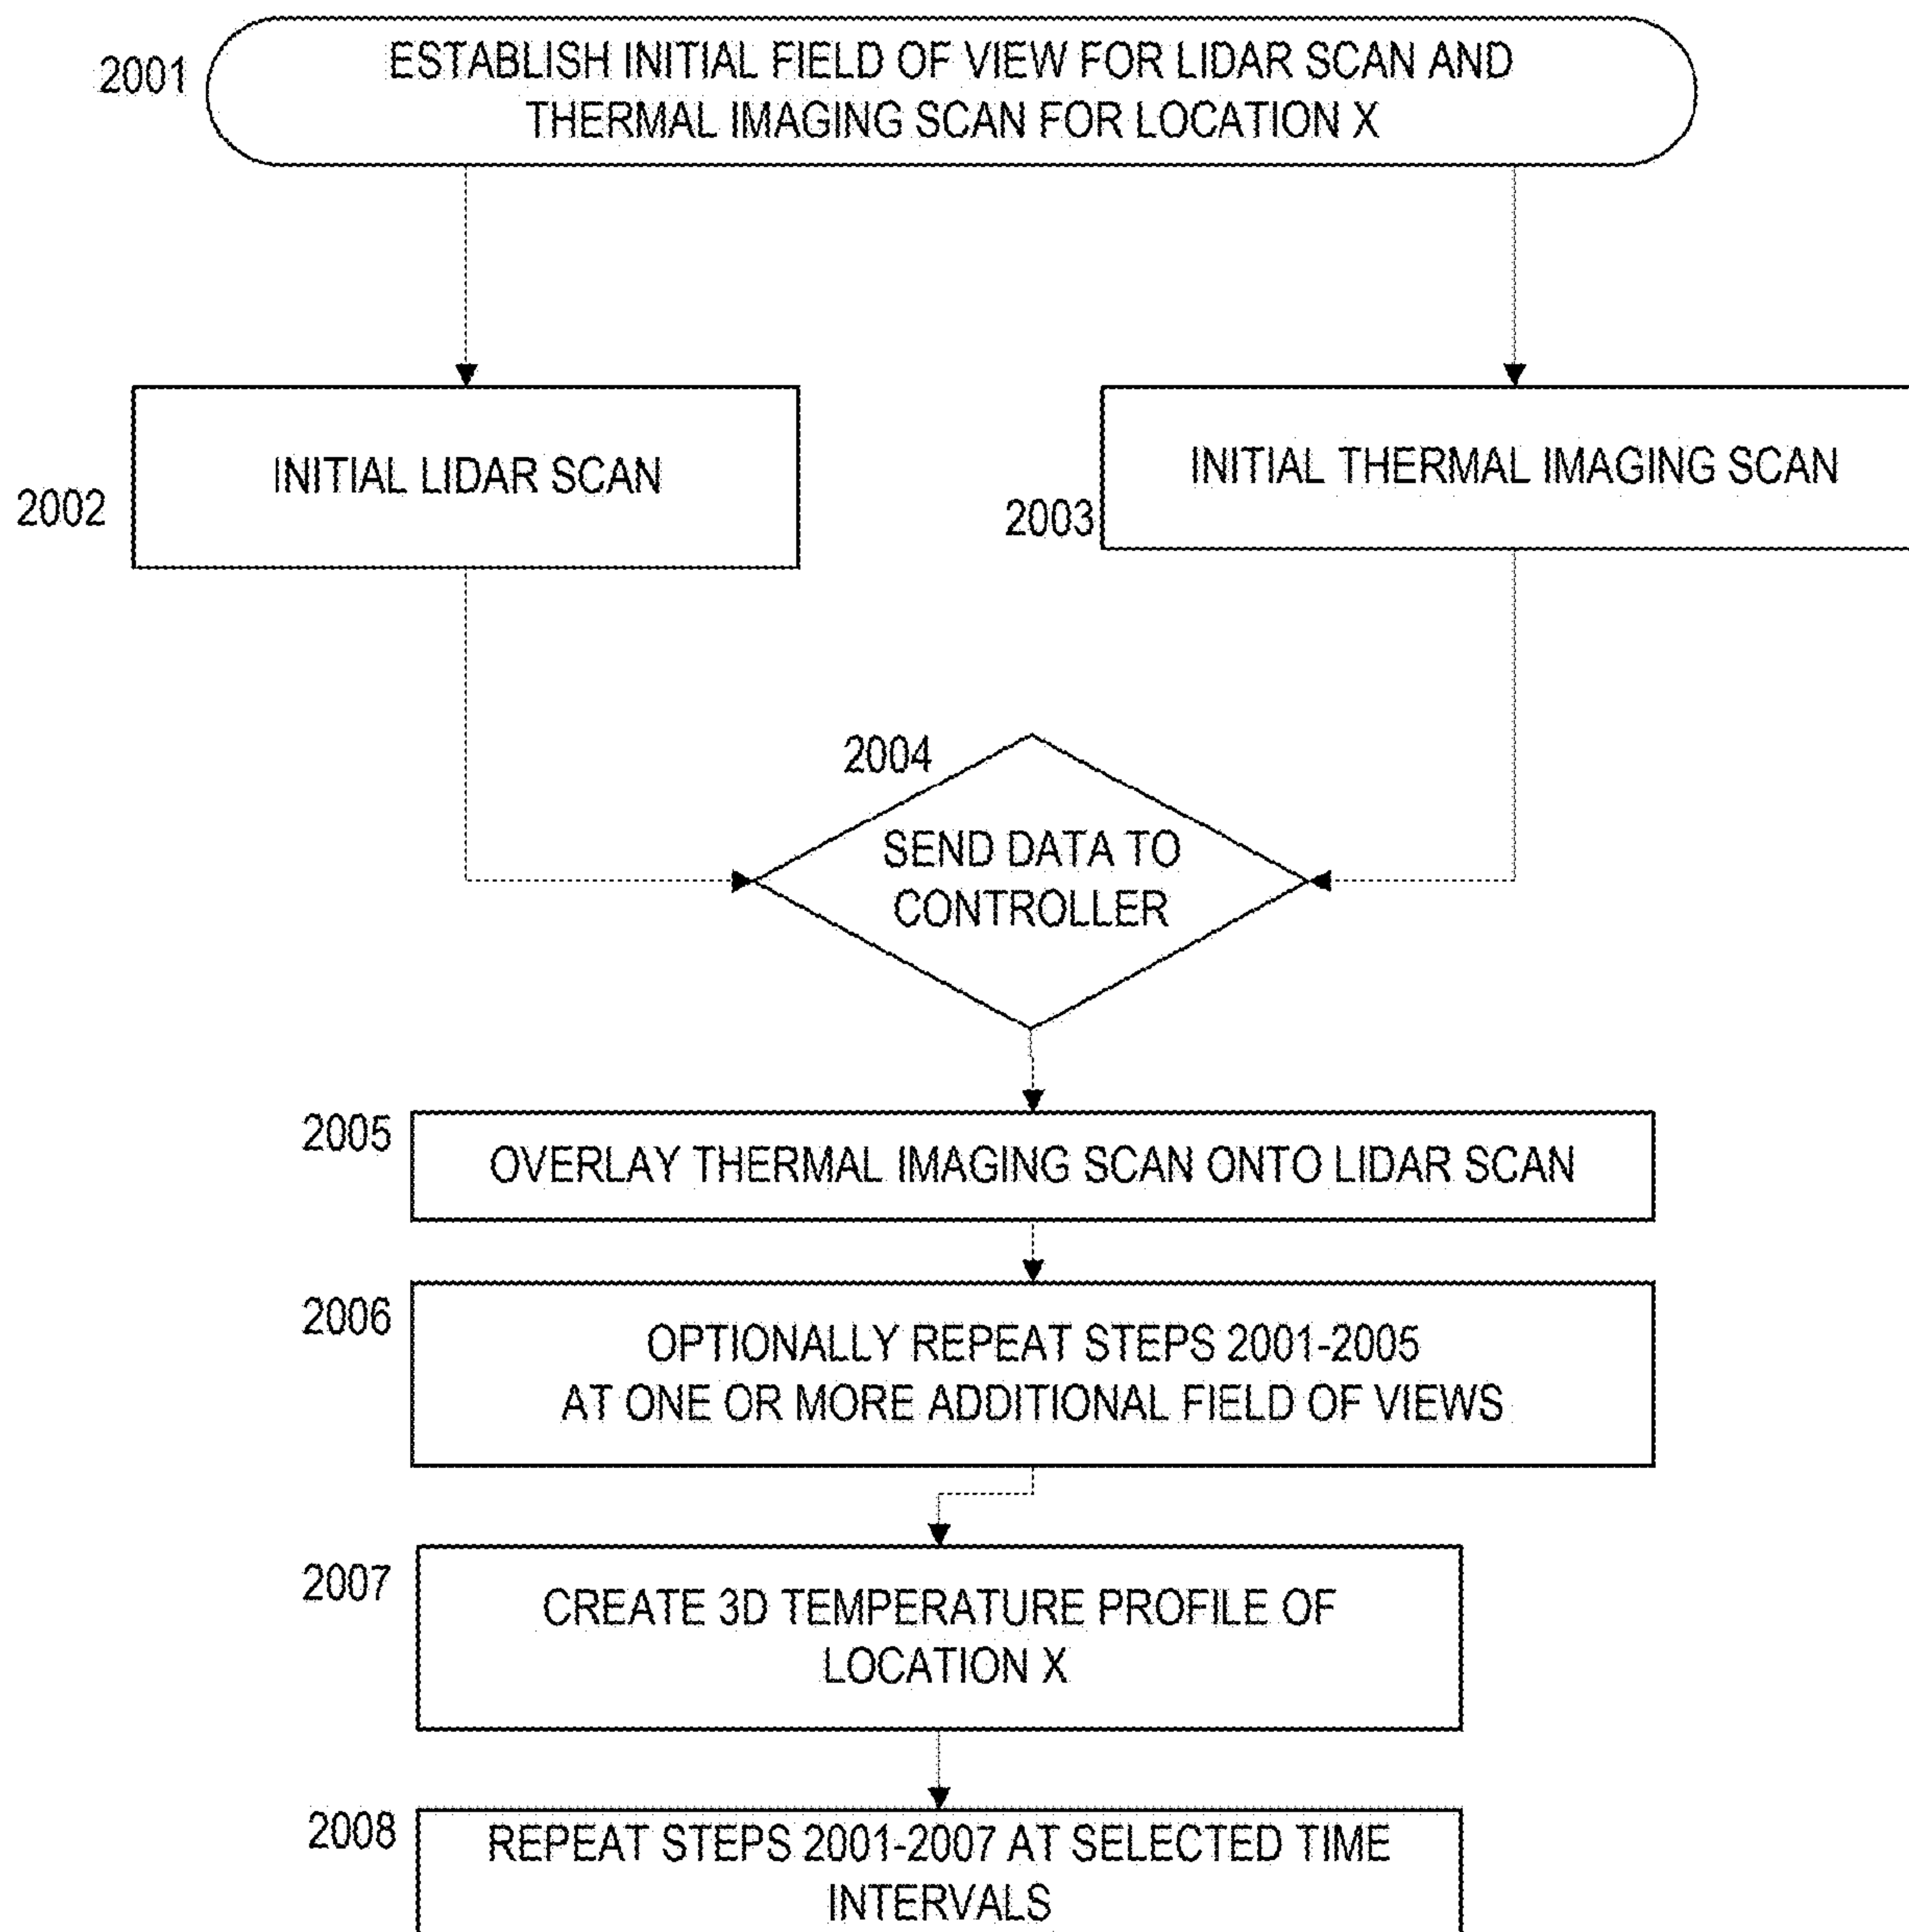 2001
ESTABLISH INITIAL FIELD OF VIEW FOR LIDAR SCAN AND
THERMAL IMAGING SCAN FOR LOCATION X
INITIAL LIDAR SCAN
2002
INITIAL THERMAL IMAGING SCAN
2003
2004
SEND DATA TO
CONTROLLER
2005
OVERLAY THERMAL IMAGING SCAN ONTO LIDAR SCAN
2006
OPTIONALLY REPEAT STEPS 2001-2005
AT ONE OR MORE ADDITIONAL FIELD OF VIEWS
2007
CREATE 3D TEMPERATURE PROFILE OF
LOCATION X
2008
REPEAT STEPS 2001-2007 AT SELECTED TIME
INTERVALS